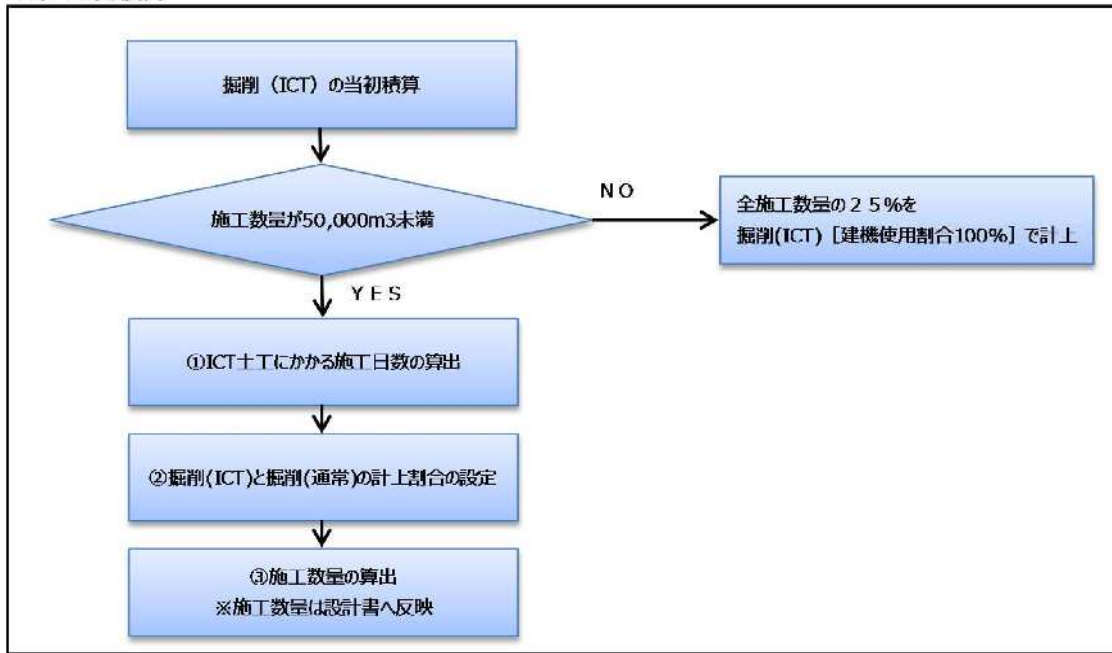 掘削（ICT）の当初積算
施工数量が50,000m3未満
ＮＯ
全施工数量の２５％を
掘削(ICT)［建機使用割合100％］で計上
ＹＥＳ
①ICT土工にかかる施工日数の算出
②掘削(ICT)と掘削(通常)の計上割合の設定
③施工数量の算出
※施工数量は設計書へ反映